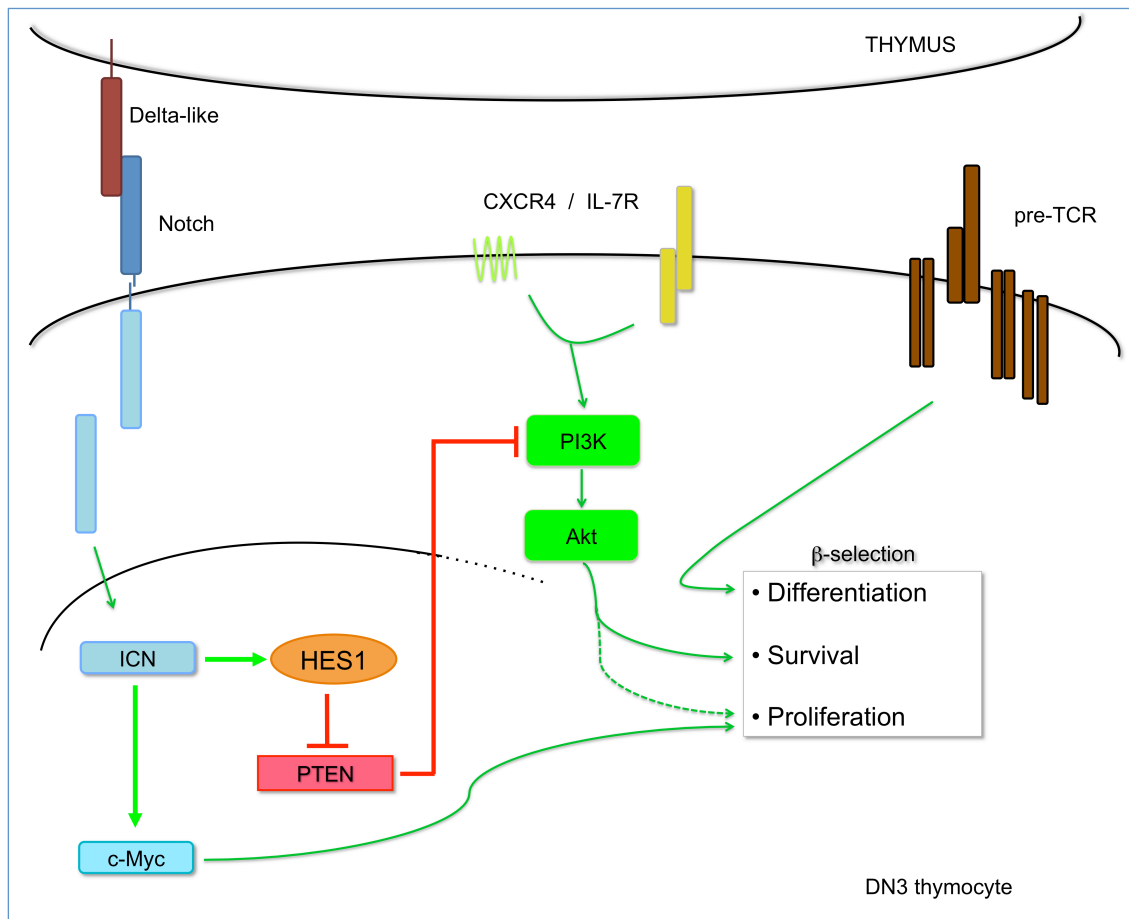 THYMUS
Delta-like
Notch
CXCR4 / IL-7R
pre-TCR
PI3K
Akt
β-selection
• Differentiation
• Survival
• Proliferation
ICN
HES1
PTEN
c-Myc
DN3 thymocyte